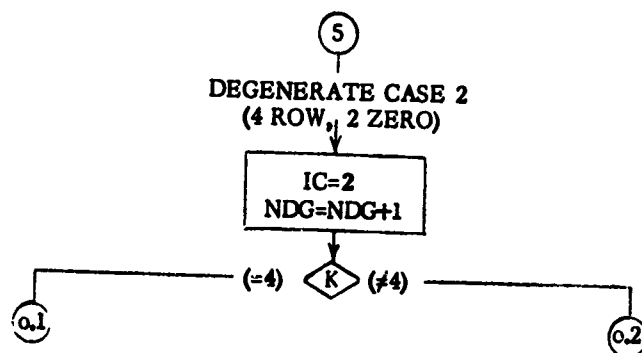 5
DEGENERATE CASE 2
(4 ROW, 2 ZERO)
IC=2
NDG=NDG+1
(=4) K (≠4)
o.1 o.2